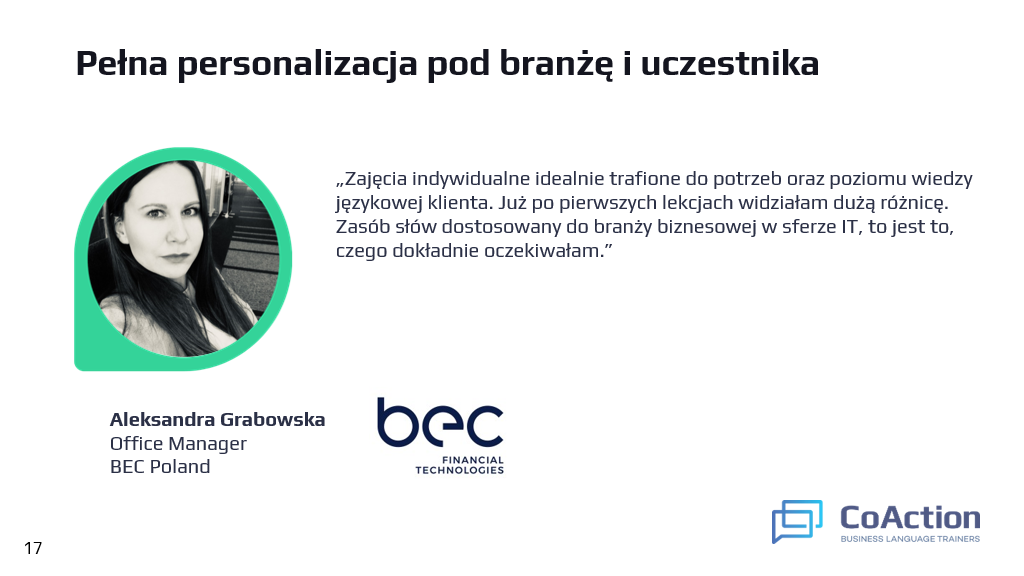 Pełna personalizacja pod branżę i uczestnika
„Zajęcia indywidualne idealnie trafione do potrzeb oraz poziomu wiedzy
językowej klienta. Już po pierwszych lekcjach widziałam dużą różnicę.
Zasób słów dostosowany do branży biznesowej w sferze IT, to jest to,
czego dokładnie oczekiwałam.”
Aleksandra Grabowska
Office Manager
BEC Poland
bec
FINANCIAL
TECHNOLOGIES
CoAction
BUSINESS LANGUAGE TRAINERS
17